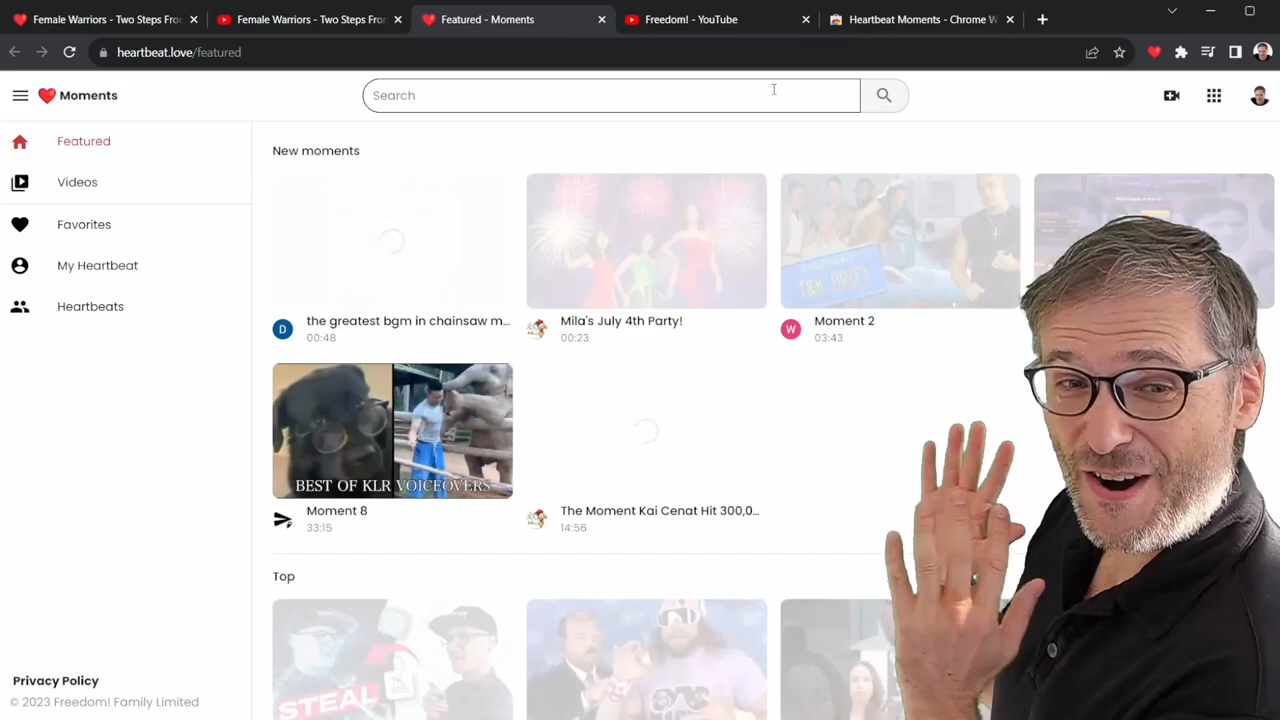 Female Warriors - Two Steps Fro
Female Warriors - Two Steps Fro
Featured - Moments
Freedom! - YouTube
Heartbeat Moments - Chrome W
heartbeat.love/featured
Moments
Search
Featured
Videos
Favorites
My Heartbeat
Heartbeats
New moments
the greatest bgm in chainsaw m...
00:48
Mila's July 4th Party!
00:23
Moment 2
03:43
BEST OF KLR VOICEOVERS
Moment 8
33:15
The Moment Kai Cenat Hit 300,0...
14:56
Top
STEAL
Privacy Policy
© 2023 Freedom! Family Limited